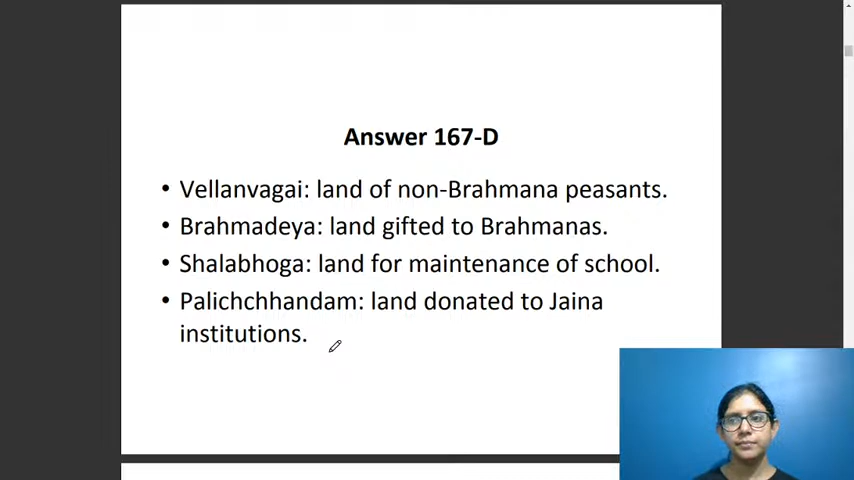 Answer 167-D
• Vellanvagai: land of non-Brahmana peasants.
• Brahmadeya: land gifted to Brahmanas.
• Shalabhoga: land for maintenance of school.
• Palichchhandam: land donated to Jaina
institutions.